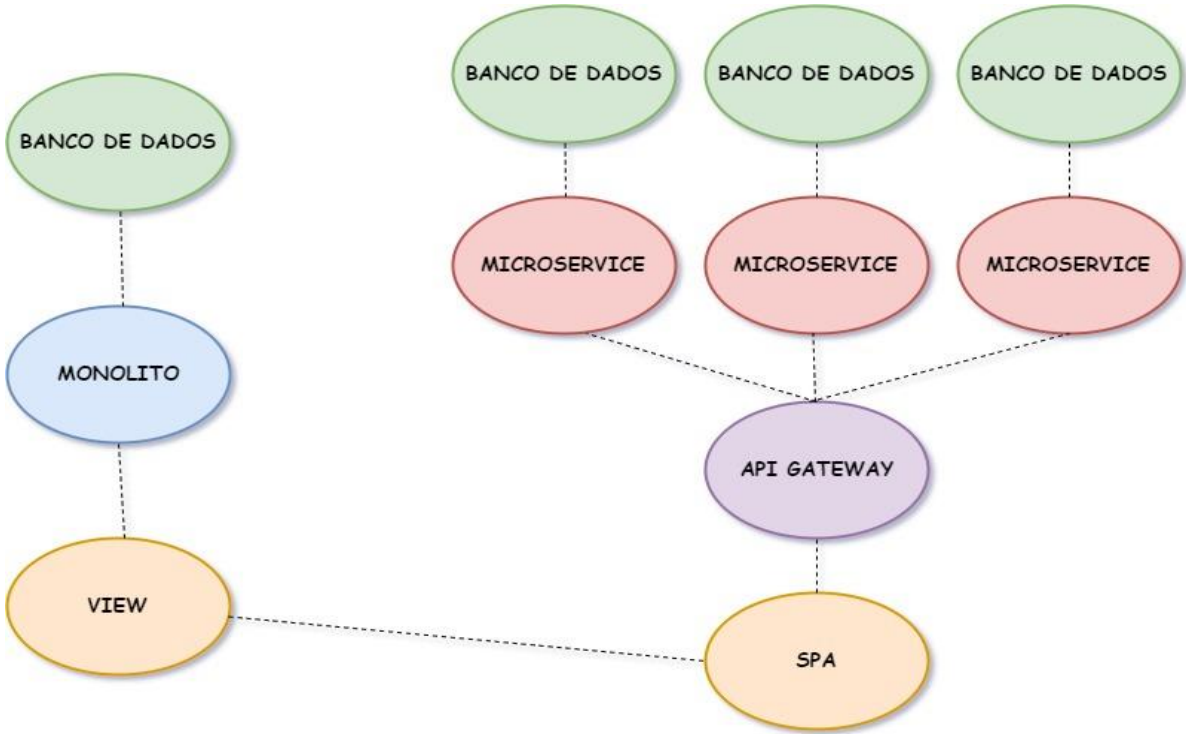 BANCO DE DADOS
BANCO DE DADOS
BANCO DE DADOS
BANCO DE DADOS
MICROSERVICE
MICROSERVICE
MICROSERVICE
MONOLITO
API GATEWAY
VIEW
SPA